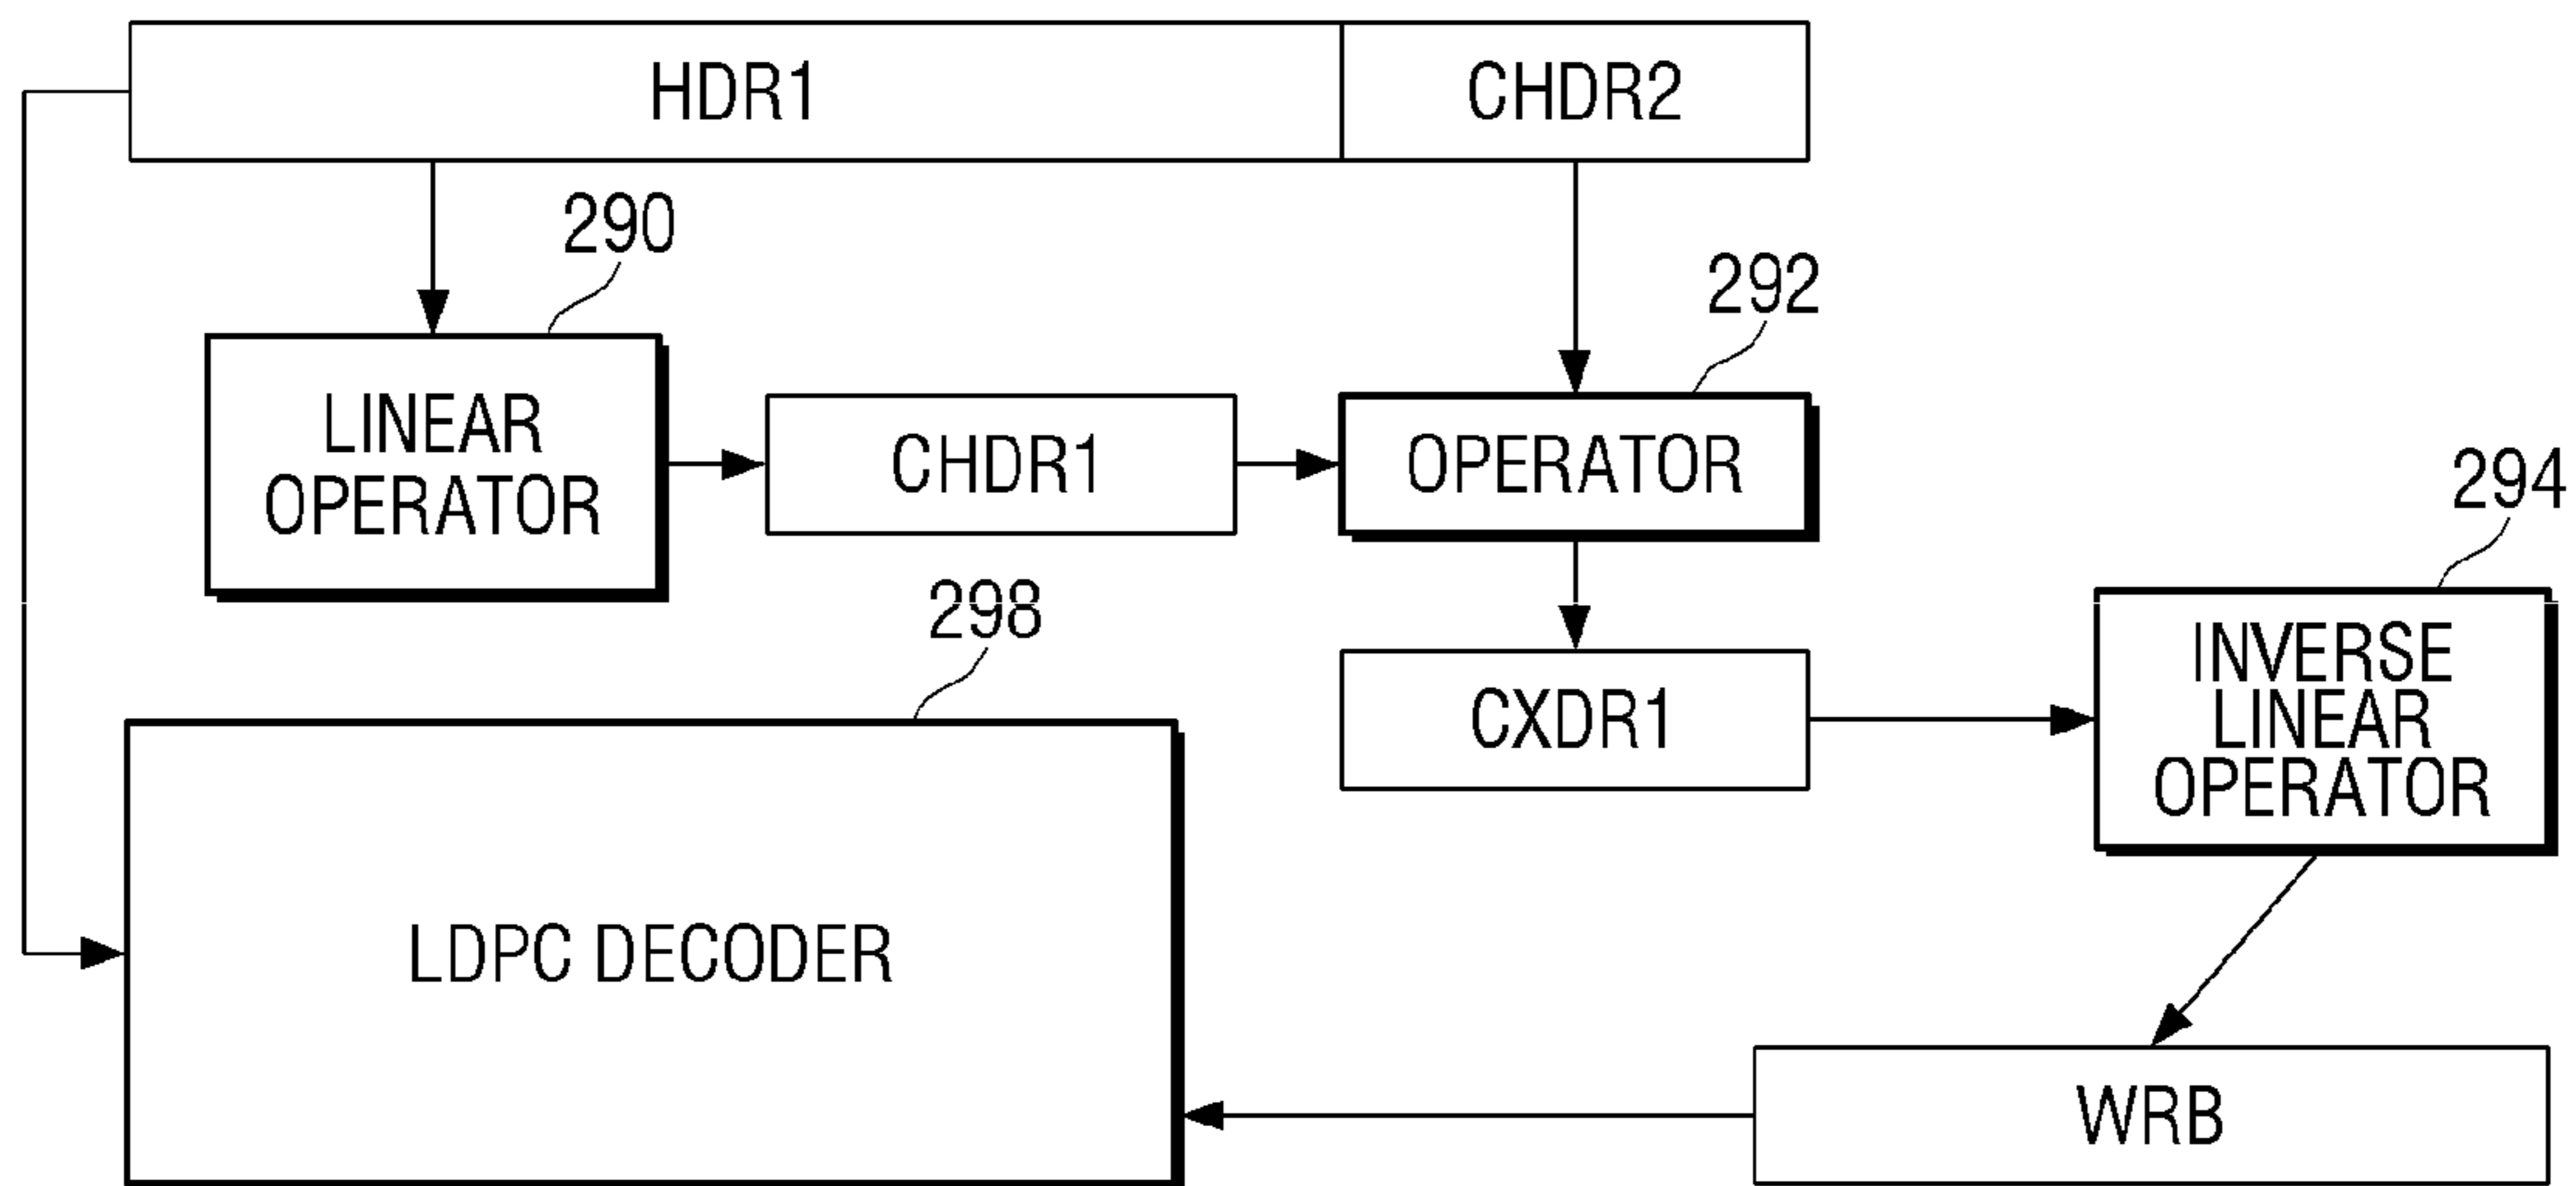 HDR1 CHDR2
290
292
LINEAR
OPERATOR
CHDR1
OPERATOR
294
298
CXDR1
INVERSE
LINEAR
OPERATOR
LDPC DECODER
WRB